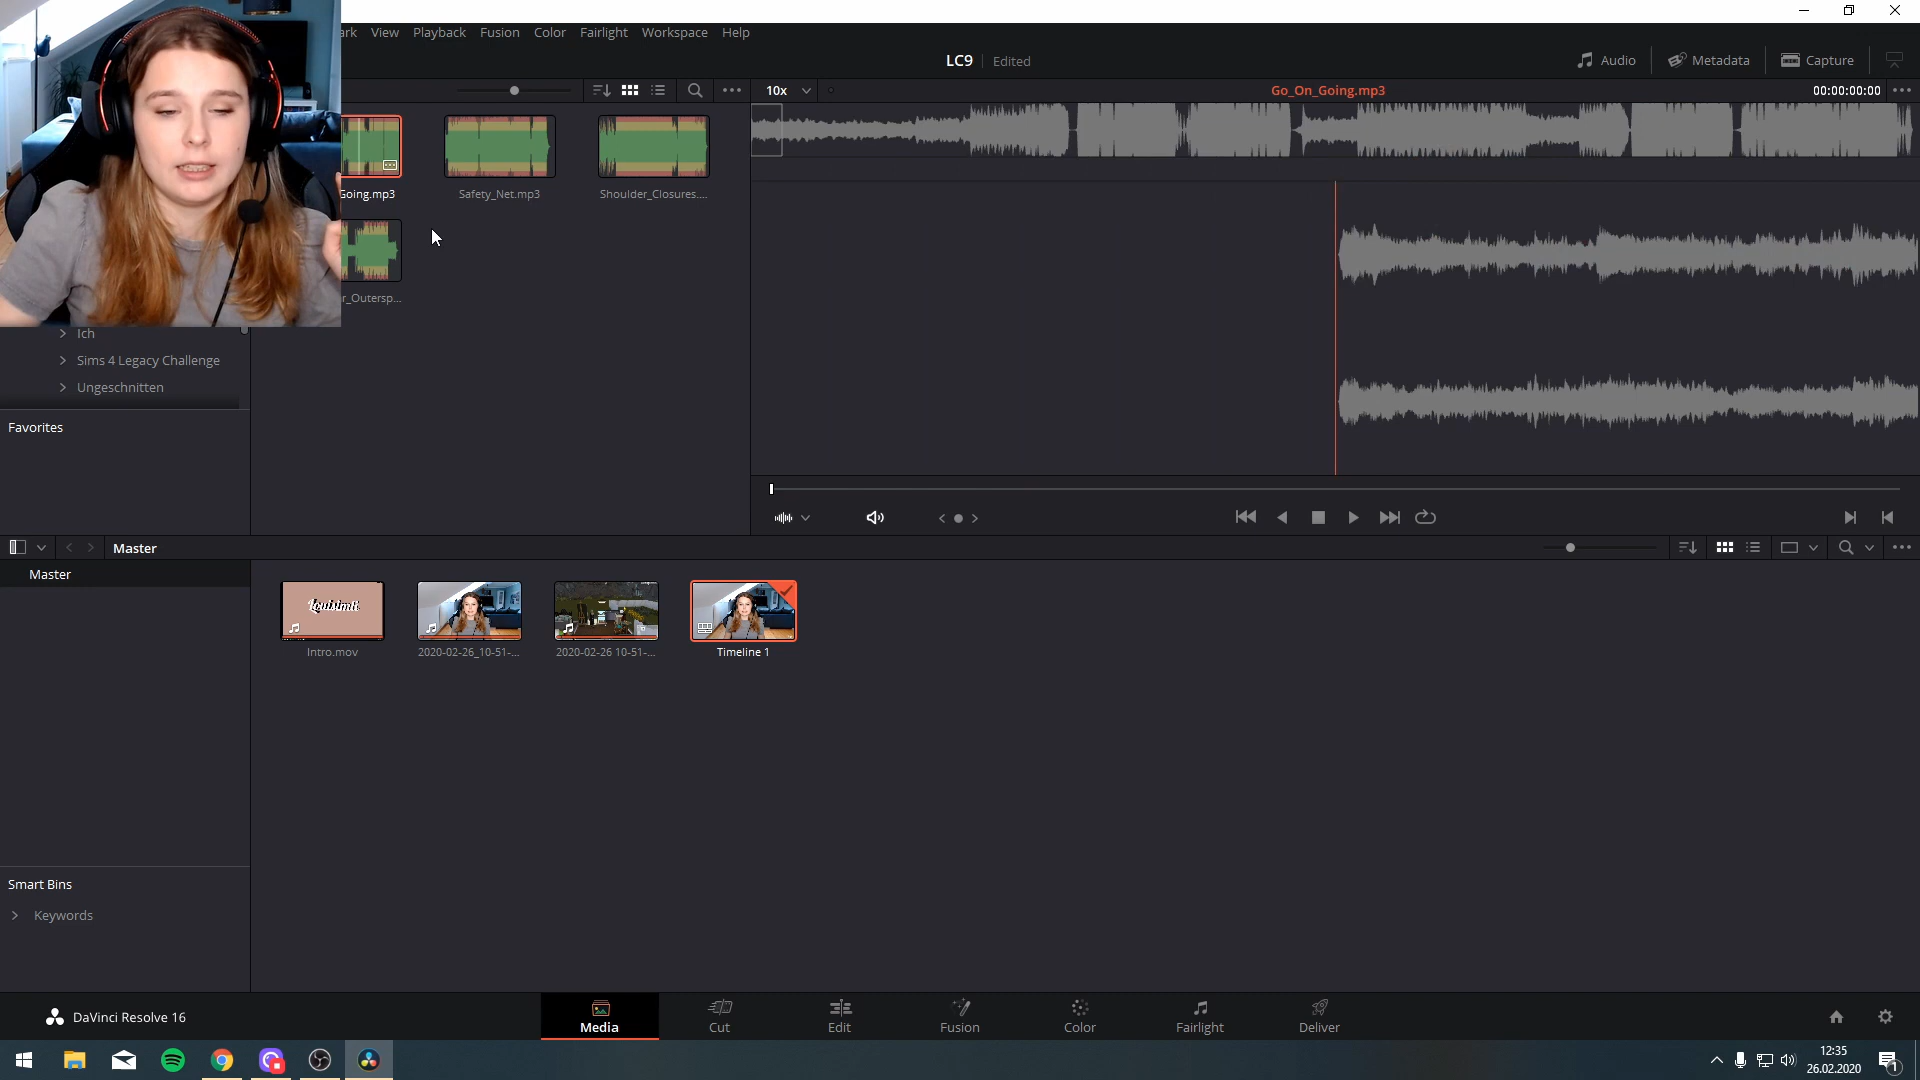 ark View Playback Fusion Color Fairlight Workspace Help
LC9 Edited
Audio Metadata Capture
10x
Go_On_Going.mp3
00:00:00:00
Going.mp3
Safety_Net.mp3
Shoulder_Closures....
r_Outersp...
Ich
Sims 4 Legacy Challenge
Ungeschnitten
Favorites
Master
Master
Louisimit
Intro.mov
2020-02-26_10-51-...
2020-02-26 10-51-...
Timeline 1
Smart Bins
Keywords
DaVinci Resolve 16
Media
Cut
Edit
Fusion
Color
Fairlight
Deliver
12:35
26.02.2020
1